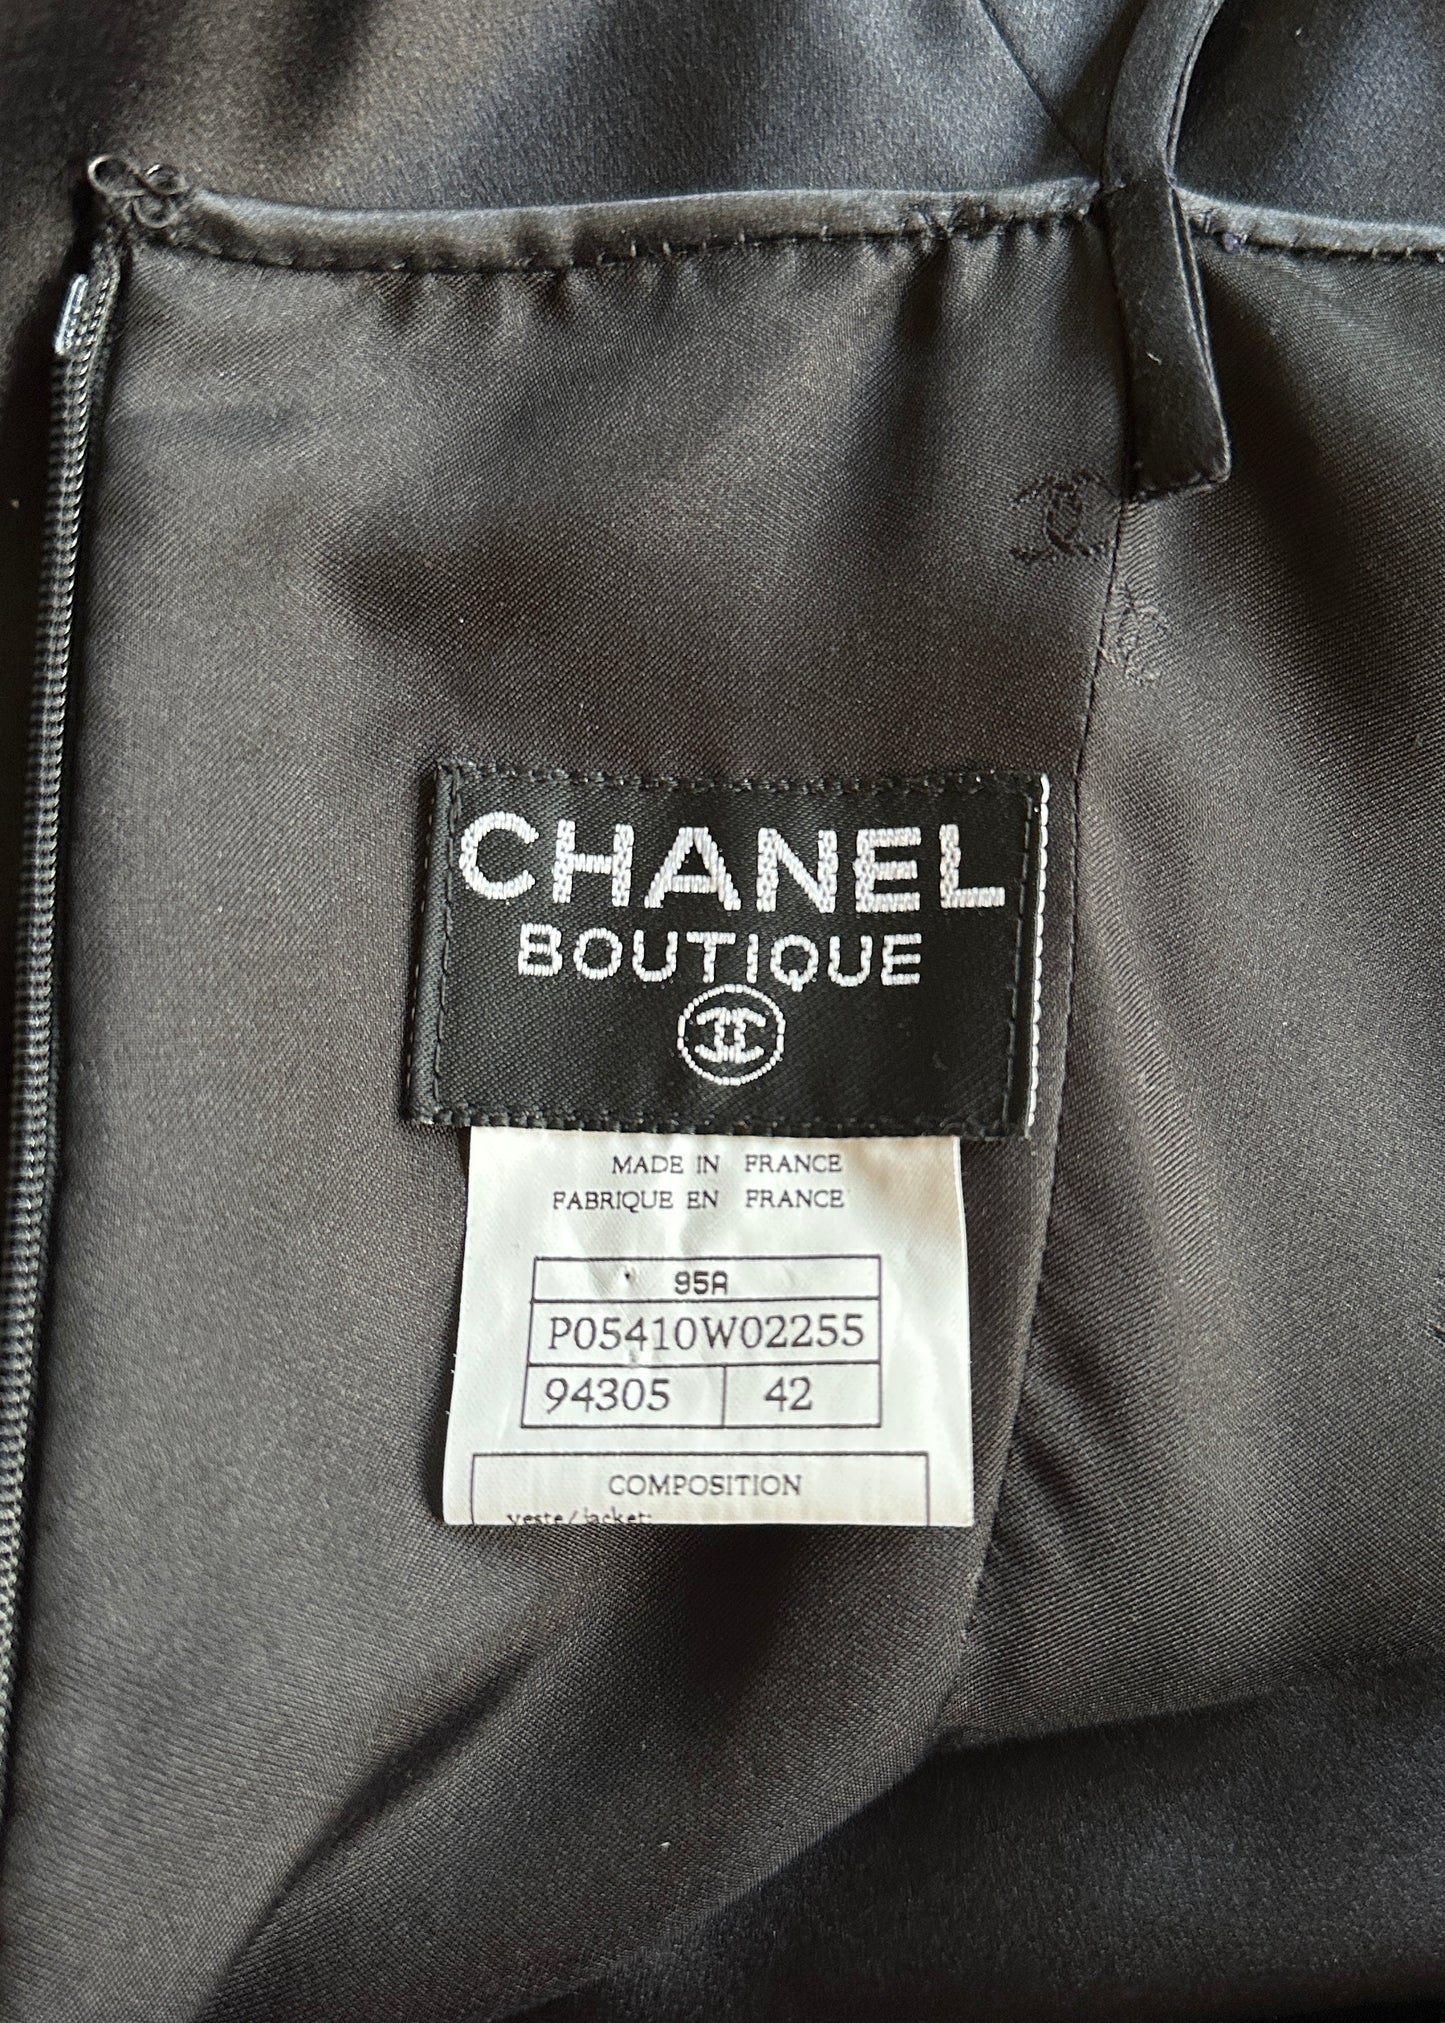 CHANEL
BOUTIQUE
MADE IN FRANCE
FABRIQUE EN FRANCE
95A
P05410W02255
94305 42
COMPOSITION
veste/jacket: